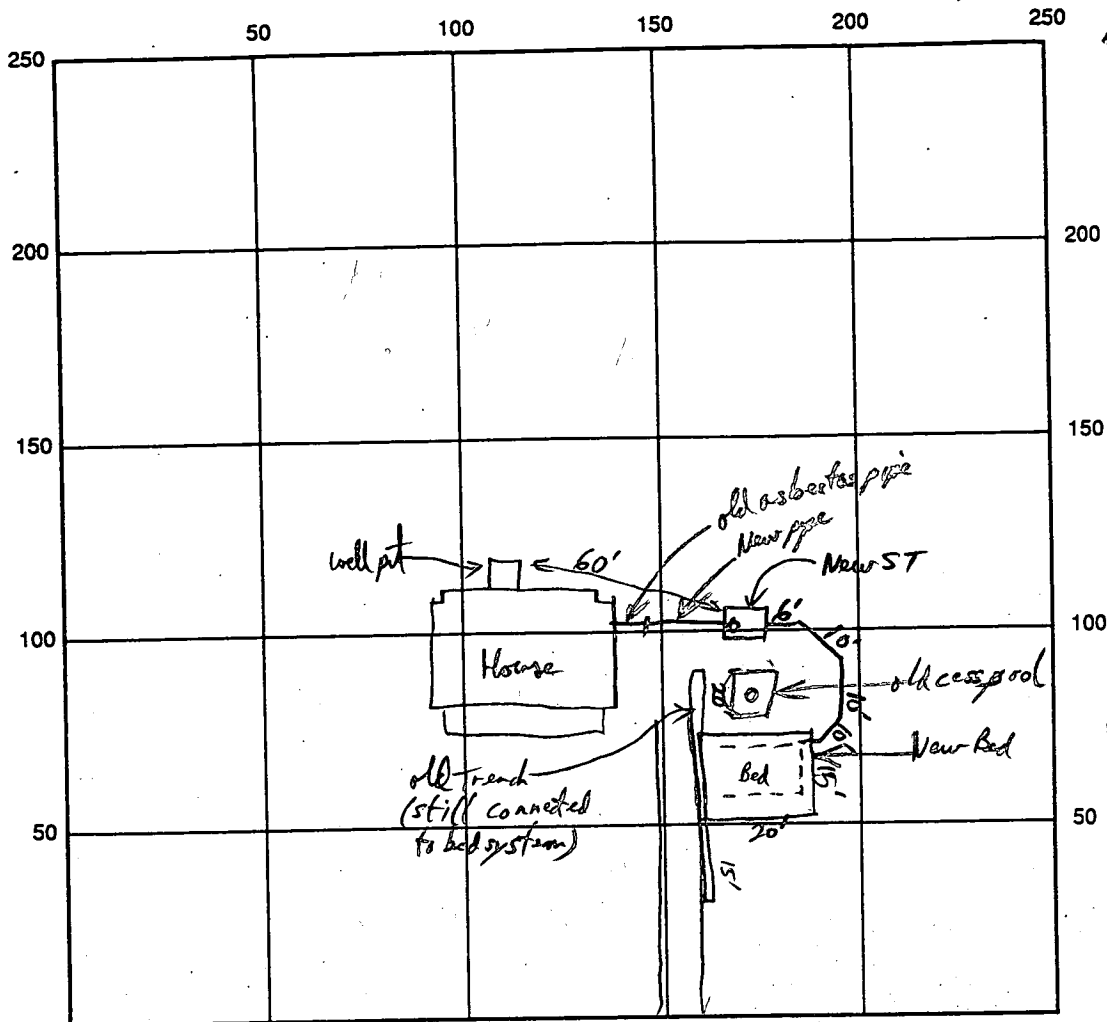 50 100 150 200 250
250
200 200
150 150
old asbestos pipe
New pipe
well pit 60' New ST
100 6' 100
10'
House
20 old cesspool
10'
10
New Bed
Bed 15'
old Trench
(still connected
to bed system)
50 20' 50
15'